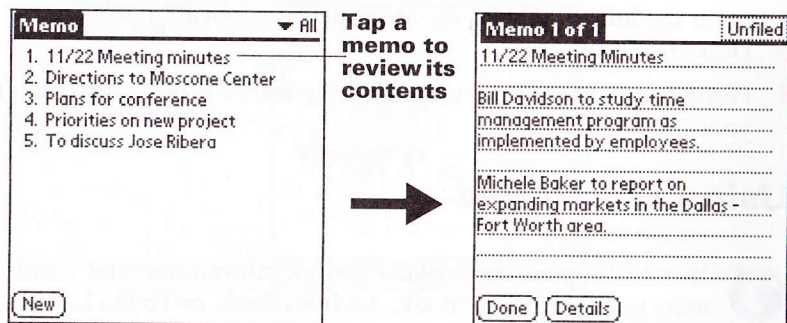 Memo
All
1. 11/22 Meeting minutes
2. Directions to Moscone Center
3. Plans for conference
4. Priorities on new project
5. To discuss Jose Ribera
New
Tap a
memo to
review its
contents
Memo 1 of 1
Unfiled
11/22 Meeting Minutes
Bill Davidson to study time
management program as
implemented by employees.
Michele Baker to report on
expanding markets in the Dallas -
Fort Worth area.
Done
Details